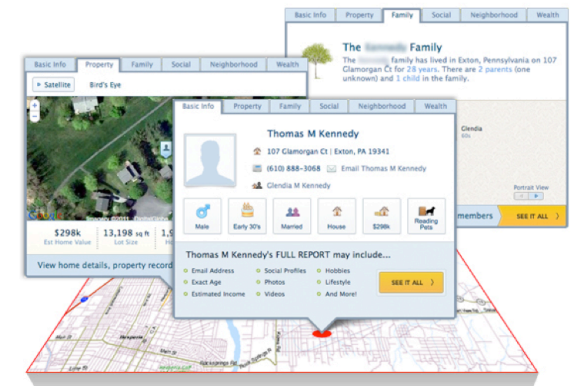 Basic Info Property Family Social Neighborhood Wealth
The Family
The family has lived in Exton, Pennsylvania on 107
Glamorgan Ct for 28 years. There are 2 parents (one
unknown) and 1 child in the family.
Glendia
60s
Portrait View
members SEE IT ALL
Basic Info Property Family Social Neighborhood Wealth
Satellite Bird's Eye
$298k 13,198 sq ft 1,9
Est Home Value Lot Size
View home details, property record
Basic Info Property Family Social Neighborhood Wealth
Thomas M Kennedy
107 Glamorgan Ct | Exton, PA 19341
(610) 888-3068 Email Thomas M Kennedy
Glendia M Kennedy
Male Early 30's Married House $298k Reading Pets
Thomas M Kennedy's FULL REPORT may include...
Email Address Social Profiles Hobbies
Exact Age Photos Lifestyle
Estimated Income Videos And More!
SEE IT ALL
Main St